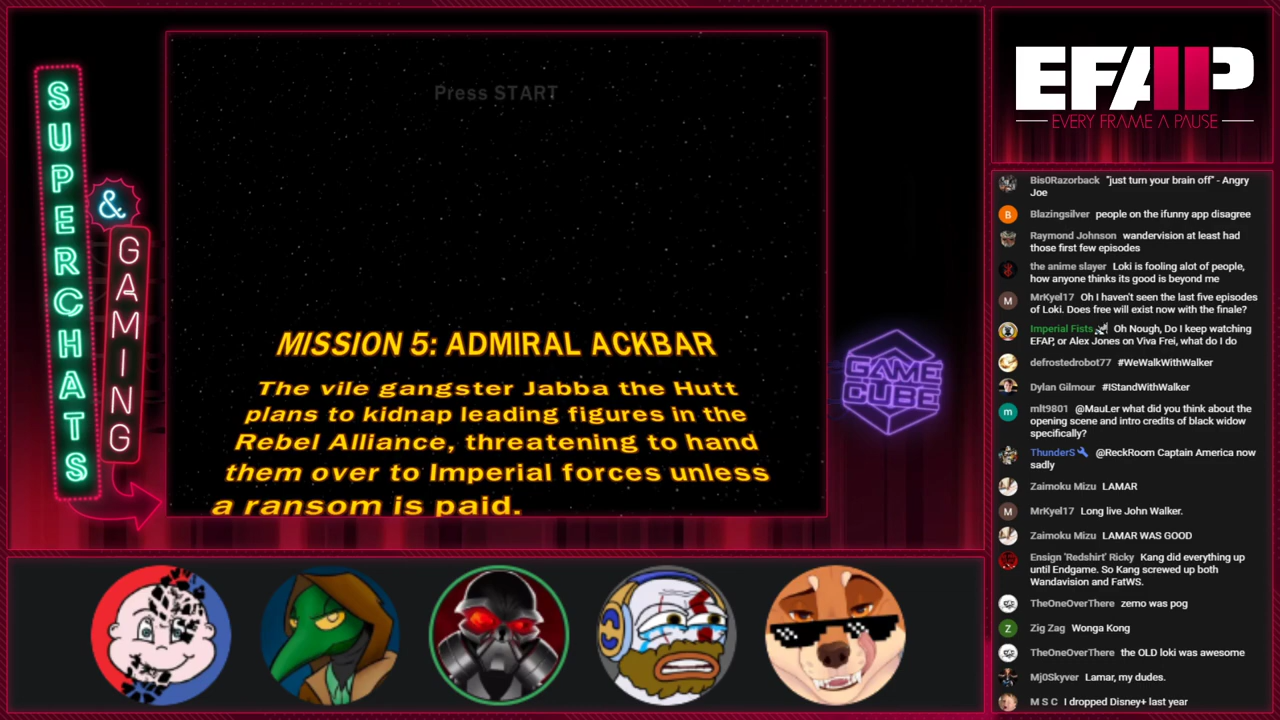 SUPERCHATS
&
GAMING
Press START
MISSION 5: ADMIRAL ACKBAR
The vile gangster Jabba the Hutt
plans to kidnap leading figures in the
Rebel Alliance, threatening to hand
them over to Imperial forces unless
a ransom is paid.
GAME
CUBE
EFAP
EVERY FRAME A PAUSE
Bis0Razorback "just turn your brain off" - Angry
Joe
B Blazingsilver people on the ifunny app disagree
Raymond Johnson wandervision at least had
those first few episodes
the anime slayer Loki is fooling alot of people,
how anyone thinks its good is beyond me
M MrKyel17 Oh I haven't seen the last five episodes
of Loki. Does free will exist now with the finale?
Imperial Fists Oh Nough, Do I keep watching
EFAP, or Alex Jones on Viva Frei, what do I do
defrostedrobot77 #WeWalkWithWalker
Dylan Gilmour #IStandWithWalker
m mlt9801 @MauLer what did you think about the
opening scene and intro credits of black widow
specifically?
ThunderS @ReckRoom Captain America now
sadly
Zaimoku Mizu LAMAR
M MrKyel17 Long live John Walker.
Zaimoku Mizu LAMAR WAS GOOD
Ensign 'Redshirt' Ricky Kang did everything up
until Endgame. So Kang screwed up both
Wandavision and FatWS.
TheOneOverThere zemo was pog
Z Zig Zag Wonga Kong
TheOneOverThere the OLD loki was awesome
Mj0Skyver Lamar, my dudes.
M S C I dropped Disney+ last year